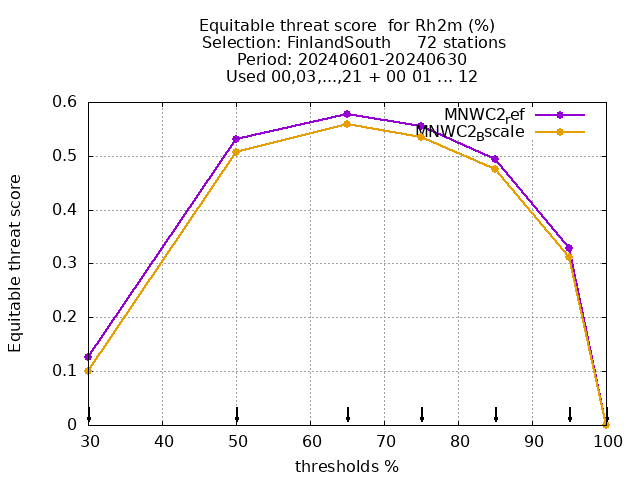 Equitable threat score  for Rh2m (%)
Selection: FinlandSouth     72 stations
Period: 20240601-20240630
Used 00,03,...,21 + 00 01 ... 12
MNWC2ref
MNWC2Bscale
0.6
0.5
0.4
0.3
0.2
0.1
0
Equitable threat score
30 40 50 60 70 80 90 100
thresholds %